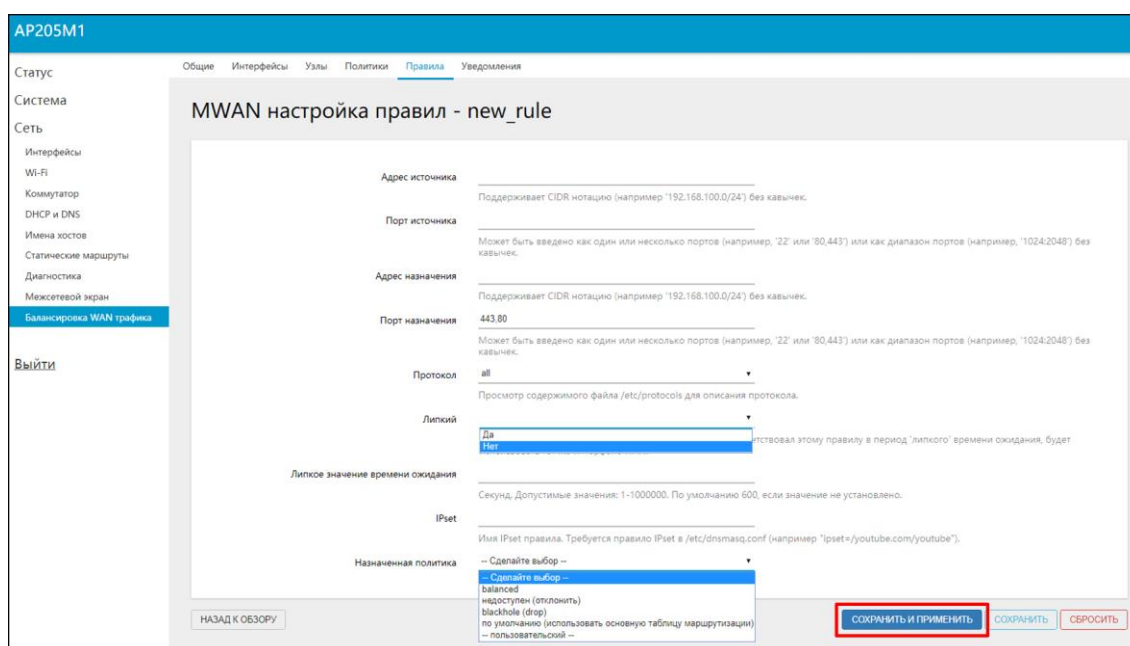 AP205M1
Статус
Система
Сеть
Интерфейсы
Wi-Fi
Коммутатор
DHCP и DNS
Имена хостов
Статические маршруты
Диагностика
Межсетевой экран
Балансировка WAN трафика
Выйти
Общие Интерфейсы Узлы Политики Правила Уведомления
MWAN настройка правил - new_rule
Адрес источника
Поддерживает CIDR нотацию (например '192.168.100.0/24') без кавычек.
Порт источника
Может быть введено как один или несколько портов (например, '22' или '80,443') или как диапазон портов (например, '1024:2048') без
кавычек.
Адрес назначения
Поддерживает CIDR нотацию (например '192.168.100.0/24') без кавычек.
Порт назначения 443,80
Может быть введено как один или несколько портов (например, '22' или '80,443') или как диапазон портов (например, '1024:2048') без
кавычек.
Протокол all
Просмотр содержимого файла /etc/protocols для описания протокола.
Липкий
Да
Нет
этому правилу в период 'липкого' времени ожидания, будет
Липкое значение времени ожидания
Секунд. Допустимые значения: 1-1000000. По умолчанию 600, если значение не установлено.
IPset
Имя IPset правила. Требуется правило IPset в /etc/dnsmasq.conf (например "ipset=/youtube.com/youtube").
Назначенная политика -- Сделайте выбор --
-- Сделайте выбор --
balanced
недоступен (отклонить)
blackhole (drop)
по умолчанию (использовать основную таблицу маршрутизации)
-- пользовательский --
НАЗАД К ОБЗОРУ СОХРАНИТЬ И ПРИМЕНИТЬ СОХРАНИТЬ СБРОСИТЬ